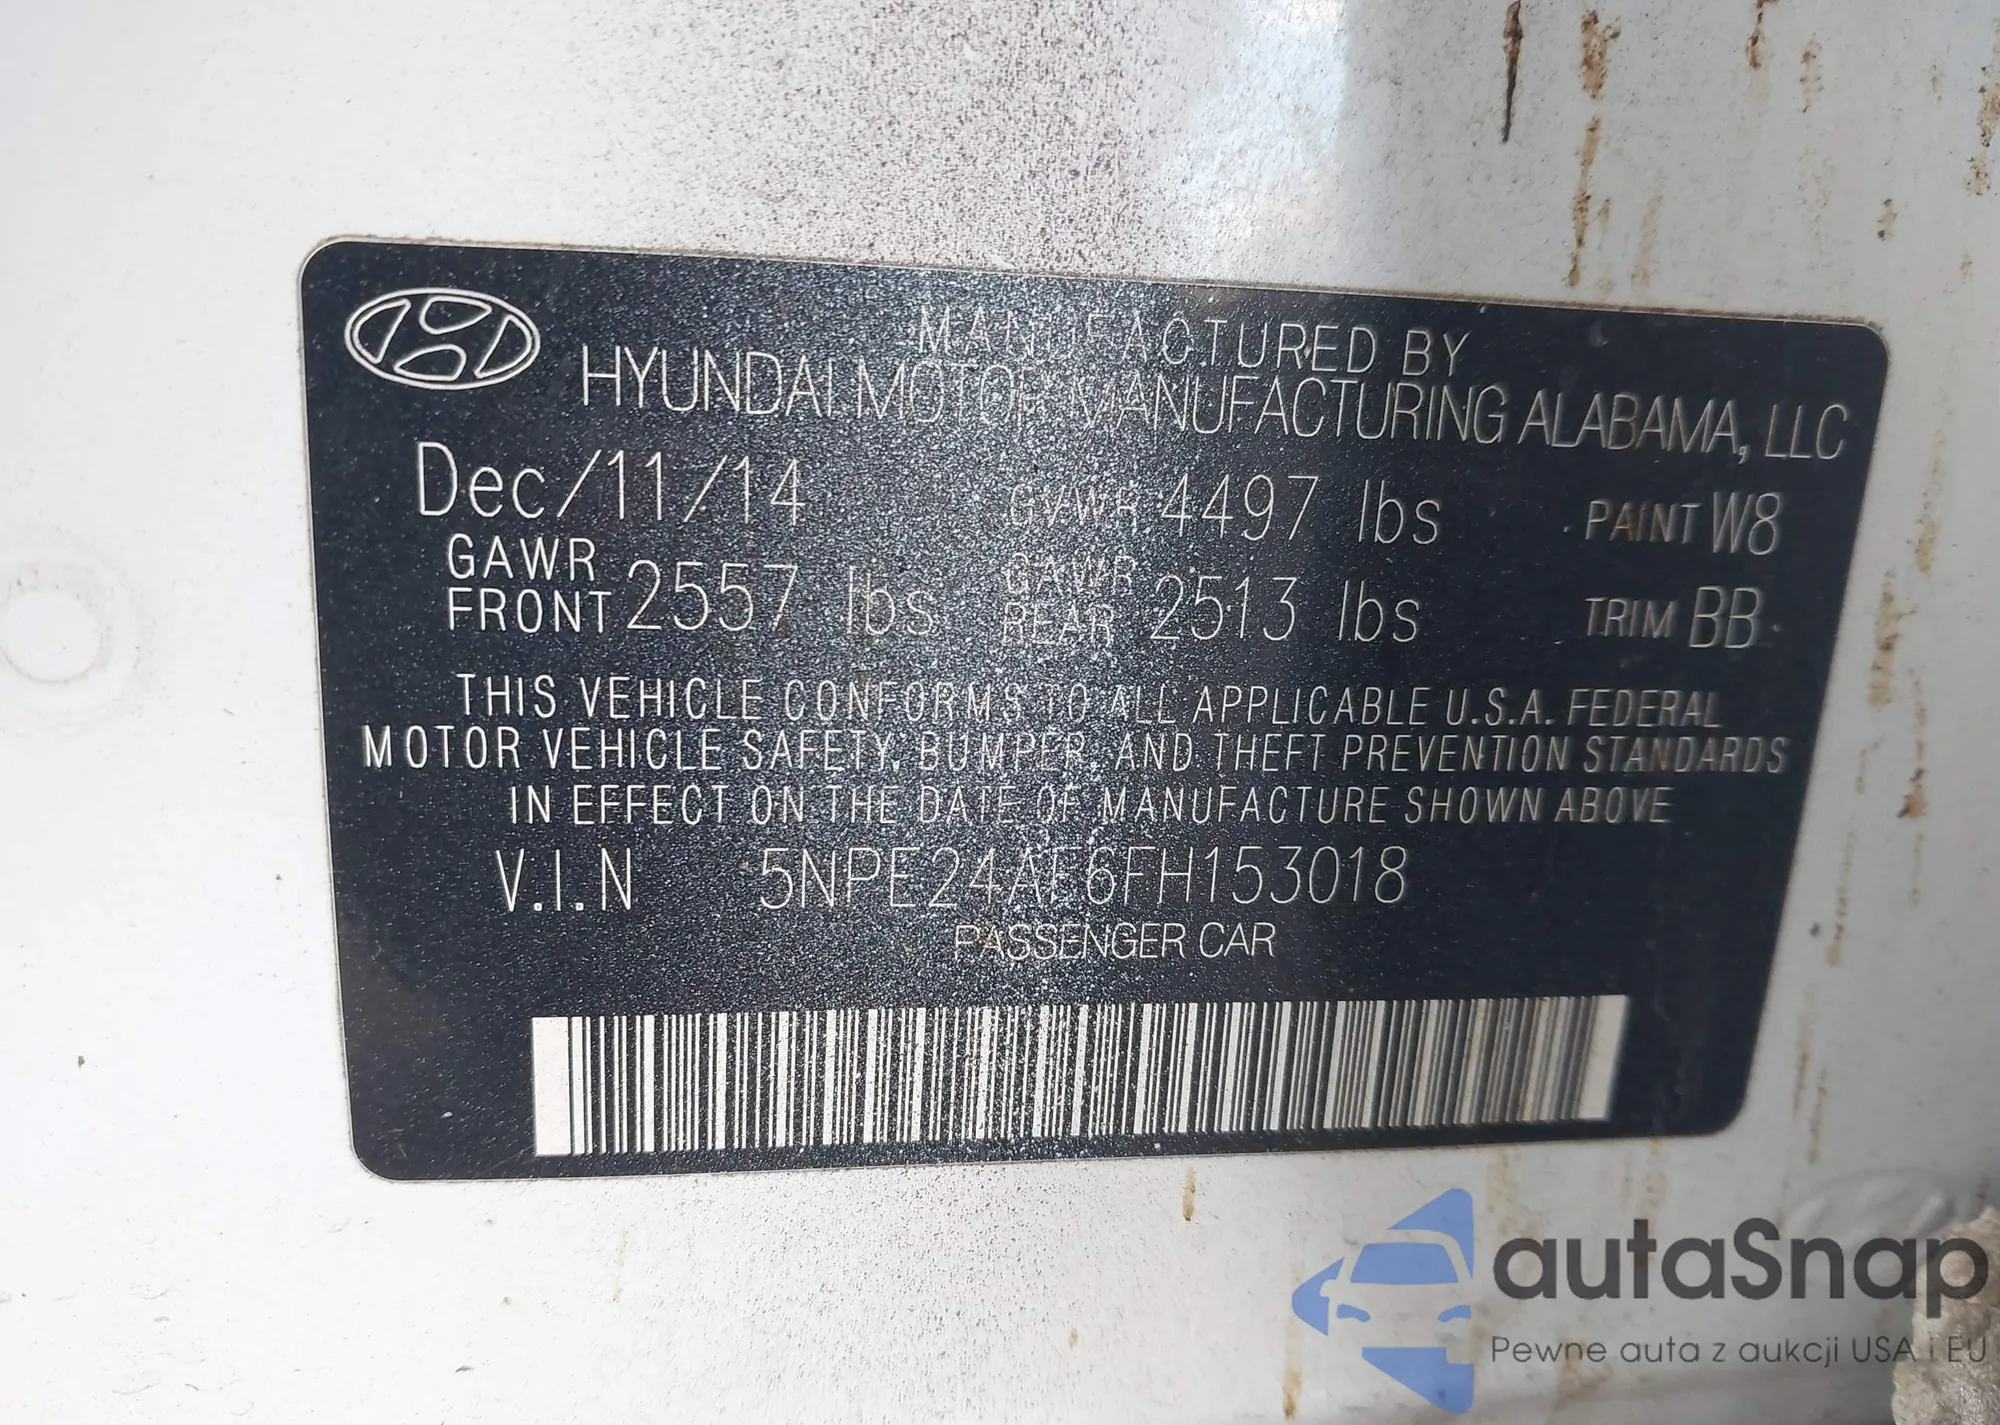 MANUFACTURED BY
HYUNDAI MOTOR MANUFACTURING ALABAMA, LLC
Dec/11/14 GVWR 4497 lbs PAINT W8
GAWR FRONT 2557 lbs GAWR REAR 2513 lbs TRIM BB
THIS VEHICLE CONFORMS TO ALL APPLICABLE U.S.A. FEDERAL
MOTOR VEHICLE SAFETY, BUMPER, AND THEFT PREVENTION STANDARDS
IN EFFECT ON THE DATE OF MANUFACTURE SHOWN ABOVE
V.I.N 5NPE24AF6FH153018
PASSENGER CAR
autaSnap
Pewne auta z aukcji USA i EU